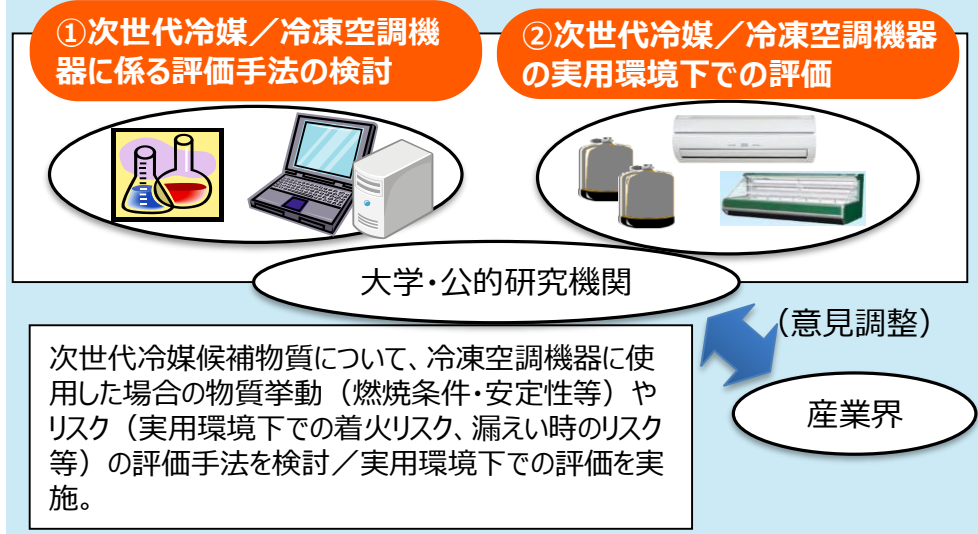 ①次世代冷媒／冷凍空調機
器に係る評価手法の検討
②次世代冷媒／冷凍空調機器
の実用環境下での評価
大学・公的研究機関
（意見調整）
産業界
次世代冷媒候補物質について、冷凍空調機器に使
用した場合の物質挙動（燃焼条件・安定性等）や
リスク（実用環境下での着火リスク、漏えい時のリスク
等）の評価手法を検討／実用環境下での評価を実
施。